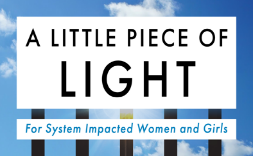 A LITTLE PIECE OF
LIGHT
For System Impacted Women and Girls